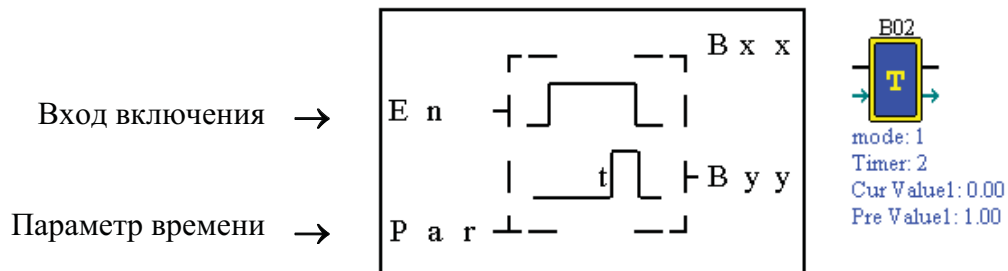 B x x
Вход включения → E n
t
B y y
Параметр времени → P a r
B02
T
mode: 1
Timer: 2
Cur Value1: 0.00
Pre Value1: 1.00